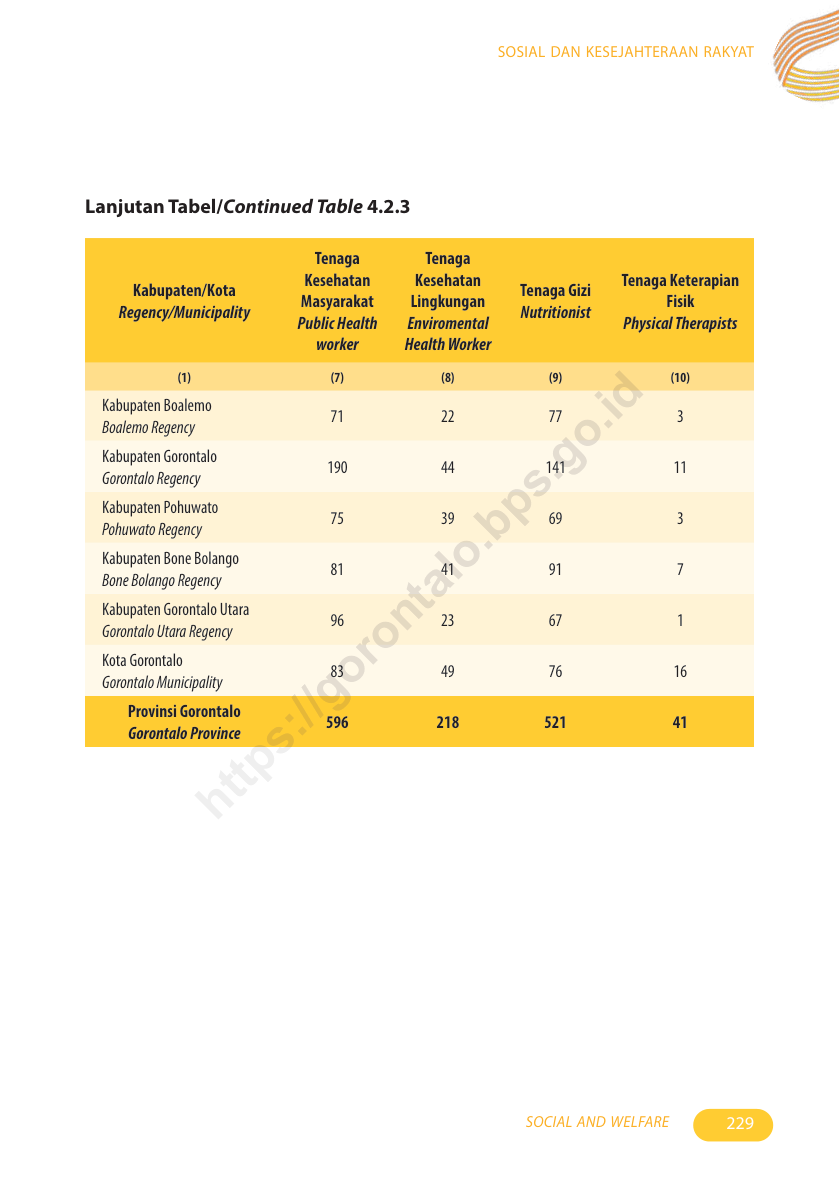 SOSIAL DAN KESEJAHTERAAN RAKYAT
Lanjutan Tabel/Continued Table 4.2.3
Kabupaten/Kota
Regency/Municipality
Tenaga
Kesehatan
Masyarakat
Public Health
worker
Tenaga
Kesehatan
Lingkungan
Enviromental
Health Worker
Tenaga Gizi
Nutritionist
Tenaga Keterapian
Fisik
Physical Therapists
(1) (7) (8) (9) (10)
Kabupaten Boalemo
Boalemo Regency
71 22 77 3
Kabupaten Gorontalo
Gorontalo Regency
190 44 141 11
Kabupaten Pohuwato
Pohuwato Regency
75 39 69 3
Kabupaten Bone Bolango
Bone Bolango Regency
81 41 91 7
Kabupaten Gorontalo Utara
Gorontalo Utara Regency
96 23 67 1
Kota Gorontalo
Gorontalo Municipality
83 49 76 16
Provinsi Gorontalo
Gorontalo Province
596 218 521 41
https://gorontalo.bps.go.id
SOCIAL AND WELFARE 229